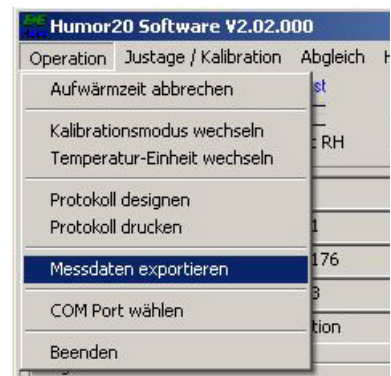 Humor20 Software V2.02.000
Operation Justage / Kalibration Abgleich
Aufwärmzeit abbrechen
Kalibrationsmodus wechseln
Temperatur-Einheit wechseln
RH
Protokoll designen
Protokoll drucken
Messdaten exportieren
176
COM Port wählen
Beenden